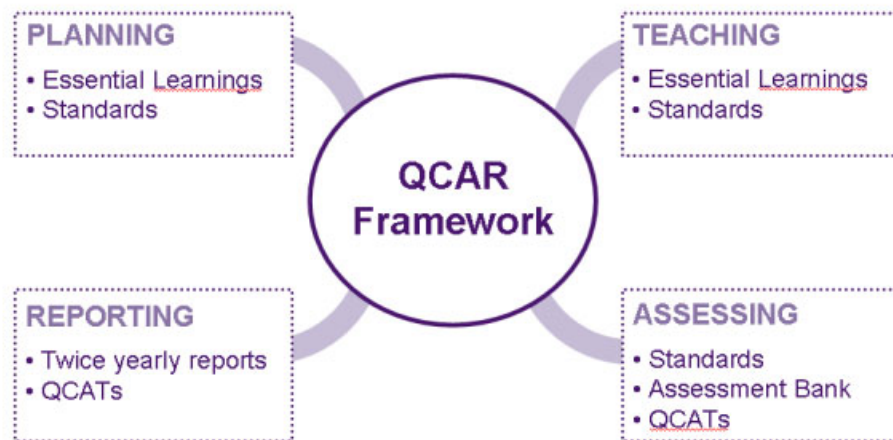 PLANNING
• Essential Learnings
• Standards
TEACHING
• Essential Learnings
• Standards
QCAR
Framework
REPORTING
• Twice yearly reports
• QCATs
ASSESSING
• Standards
• Assessment Bank
• QCATs